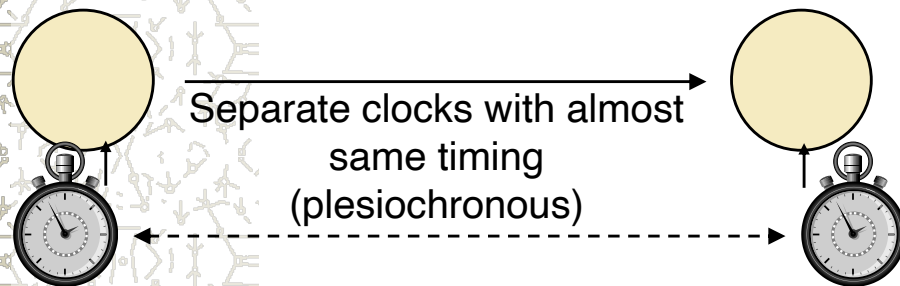 Separate clocks with almost
same timing
(plesiochronous)